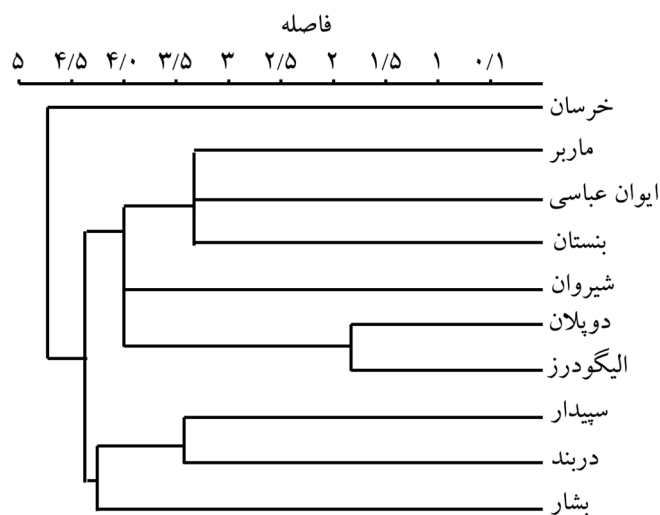 فاصله
۵ ۴/۵ ۴/۰ ۳/۵ ۳ ۲/۵ ۲ ۱/۵ ۱ ۰/۱
خرسان
ماربر
ایوان عباسی
بنستان
شیروان
دوپلان
الیگودرز
سپیدار
دربند
بشار